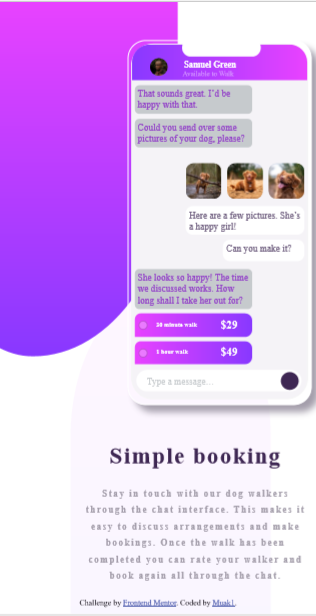 Samuel Green
Available to Walk
That sounds great. I'd be
happy with that.
Could you send over some
pictures of your dog, please?
Here are a few pictures. She's
a happy girl!
Can you make it?
She looks so happy! The time
we discussed works. How
long shall I take her out for?
30 minute walk $29
1 hour walk $49
Type a message…
Simple booking
Stay in touch with our dog walkers
through the chat interface. This makes it
easy to discuss arrangements and make
bookings. Once the walk has been
completed you can rate your walker and
book again all through the chat.
Challenge by Frontend Mentor. Coded by